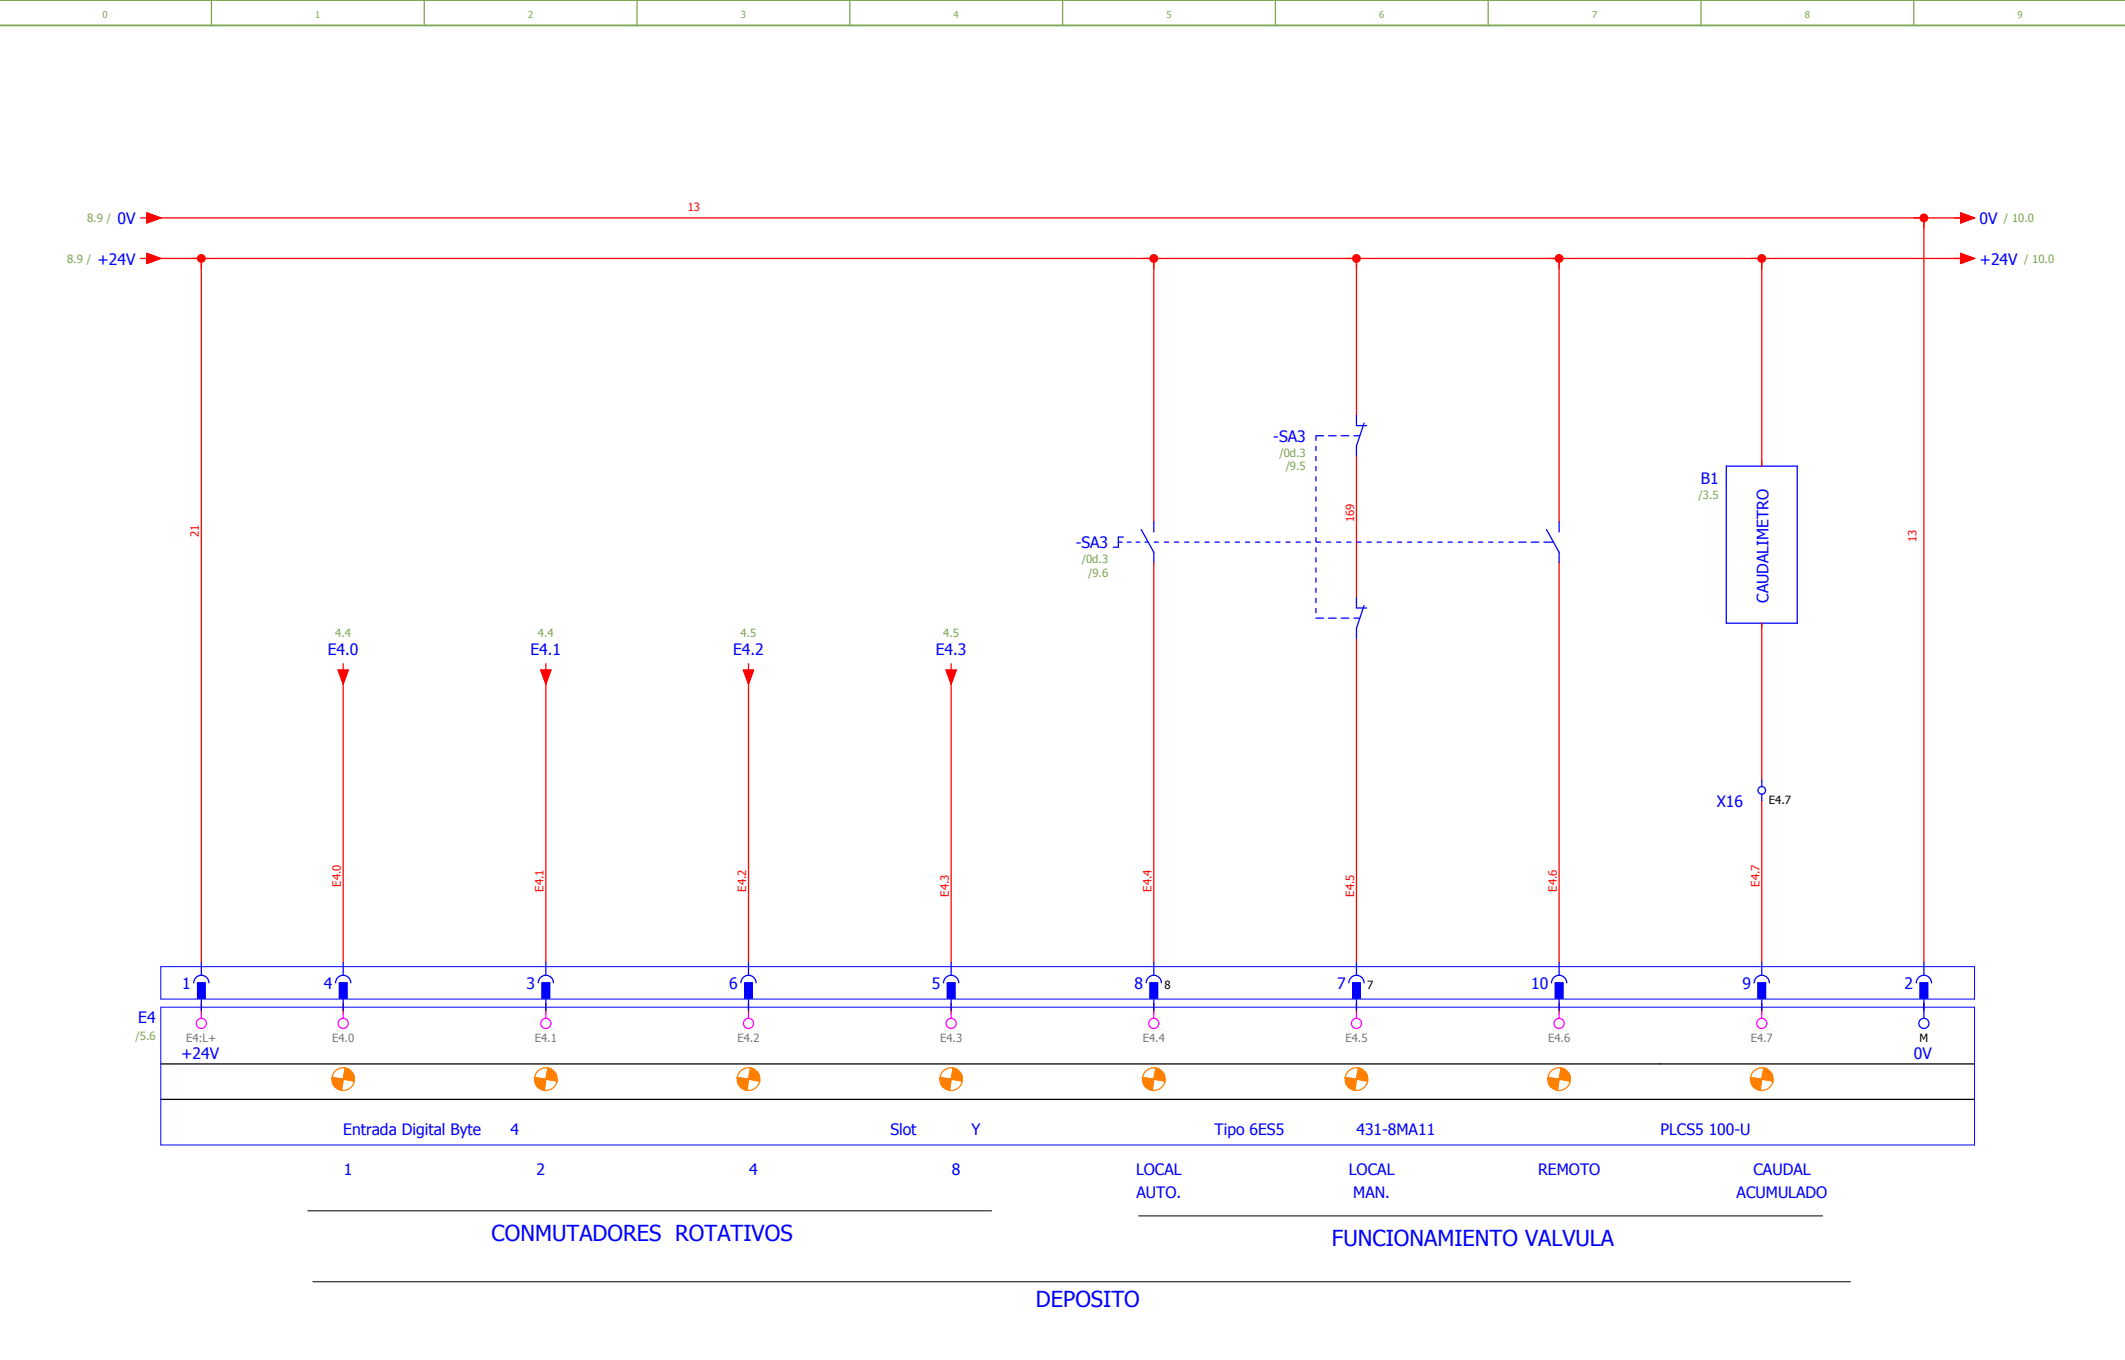 0 1 2 3 4 5 6 7 8 9
13
8.9 / 0V 0V / 10.0
8.9 / +24V +24V / 10.0
-SA3
/0d.3
/9.5
B1
/3.5
CAUDALIMETRO
169
21
13
-SA3
/0d.3
/9.6
4.4 4.4 4.5 4.5
E4.0 E4.1 E4.2 E4.3
X16 E4.7
E4.0 E4.1 E4.2 E4.3 E4.4 E4.5 E4.6 E4.7
1 4 3 6 5 8 8 7 7 10 9 2
E4
/5.6
E4:L+ E4.0 E4.1 E4.2 E4.3 E4.4 E4.5 E4.6 E4.7 M
+24V 0V
Entrada Digital Byte 4 Slot Y Tipo 6ES5 431-8MA11 PLCS5 100-U
1 2 4 8 LOCAL LOCAL REMOTO CAUDAL
AUTO. MAN. ACUMULADO
CONMUTADORES ROTATIVOS
FUNCIONAMIENTO VALVULA
DEPOSITO